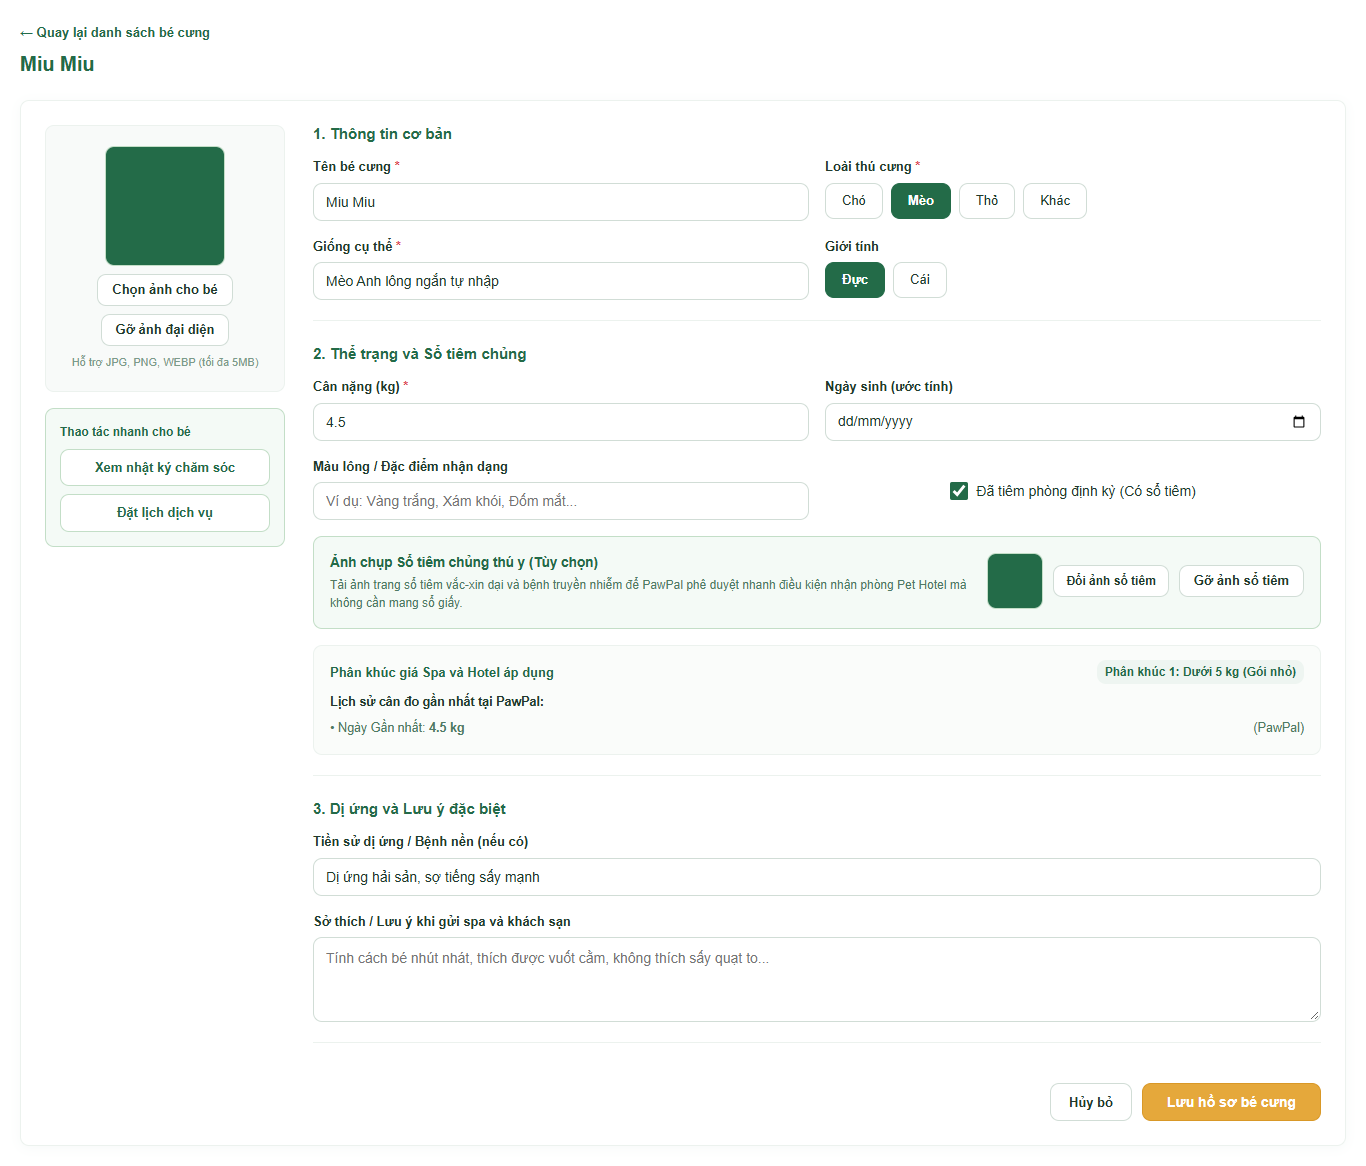 ← Quay lại danh sách bé cưng
Miu Miu
Chọn ảnh cho bé
Gỡ ảnh đại diện
Hỗ trợ JPG, PNG, WEBP (tối đa 5MB)
Thao tác nhanh cho bé
Xem nhật ký chăm sóc
Đặt lịch dịch vụ
1. Thông tin cơ bản
Tên bé cưng *
Miu Miu
Loài thú cưng *
Chó Mèo Thỏ Khác
Giống cụ thể *
Mèo Anh lông ngắn tự nhập
Giới tính
Đực Cái
2. Thể trạng và Sổ tiêm chủng
Cân nặng (kg) *
4.5
Ngày sinh (ước tính)
dd/mm/yyyy
Màu lông / Đặc điểm nhận dạng
Ví dụ: Vàng trắng, Xám khói, Đốm mắt...
Đã tiêm phòng định kỳ (Có sổ tiêm)
Ảnh chụp Sổ tiêm chủng thú y (Tùy chọn)
Tải ảnh trang sổ tiêm vắc-xin dại và bệnh truyền nhiễm để PawPal phê duyệt nhanh điều kiện nhận phòng Pet Hotel mà
không cần mang sổ giấy.
Đổi ảnh sổ tiêm
Gỡ ảnh sổ tiêm
Phân khúc giá Spa và Hotel áp dụng
Phân khúc 1: Dưới 5 kg (Gói nhỏ)
Lịch sử cân đo gần nhất tại PawPal:
• Ngày Gần nhất: 4.5 kg
(PawPal)
3. Dị ứng và Lưu ý đặc biệt
Tiền sử dị ứng / Bệnh nền (nếu có)
Dị ứng hải sản, sợ tiếng sấy mạnh
Sở thích / Lưu ý khi gửi spa và khách sạn
Tính cách bé nhút nhát, thích được vuốt cằm, không thích sấy quạt to...
Hủy bỏ
Lưu hồ sơ bé cưng